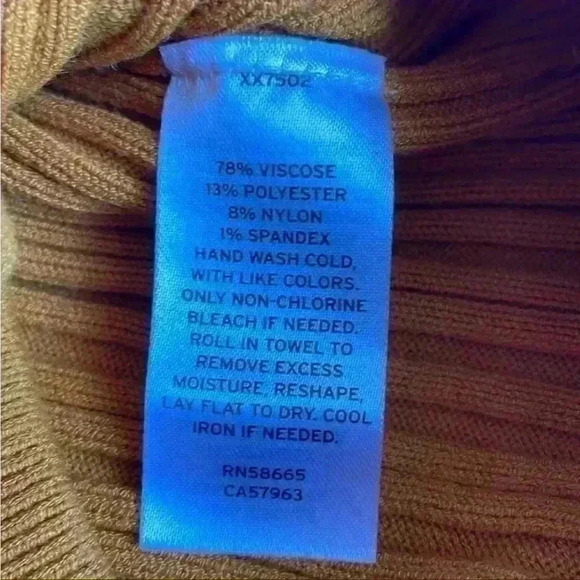 XX7502
78% VISCOSE
13% POLYESTER
8% NYLON
1% SPANDEX
HAND WASH COLD,
WITH LIKE COLORS.
ONLY NON-CHLORINE
BLEACH IF NEEDED.
ROLL IN TOWEL TO
REMOVE EXCESS
MOISTURE, RESHAPE,
LAY FLAT TO DRY. COOL
IRON IF NEEDED.
RN58665
CA57963